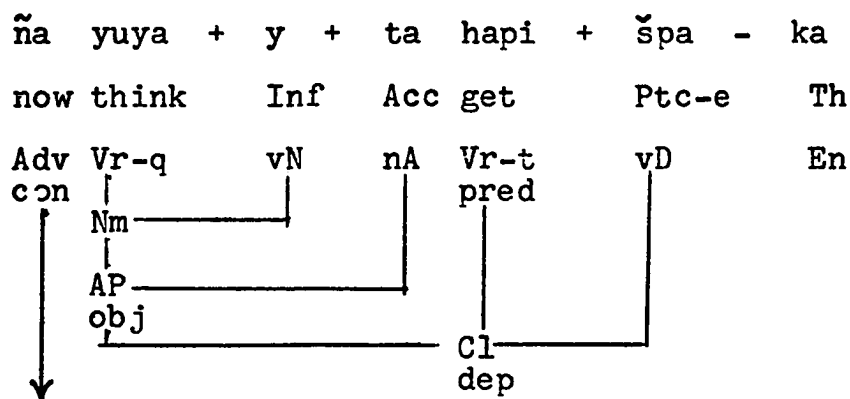 ña yuya + y + ta hapi + špa - ka
now think Inf Acc get Ptc-e Th
Adv Vr-q vN nA Vr-t vD En
con pred
Nm
AP
obj
Cl
dep